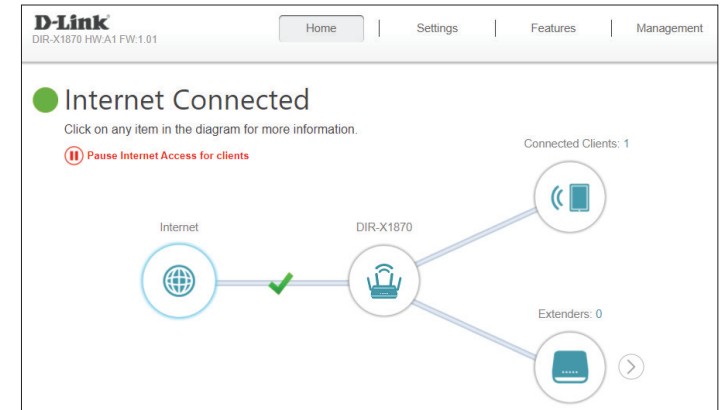 D-Link
DIR-X1870 HW:A1 FW:1.01
Home
Settings
Features
Management
Internet Connected
Click on any item in the diagram for more information.
Pause Internet Access for clients
Connected Clients: 1
Internet
DIR-X1870
Extenders: 0